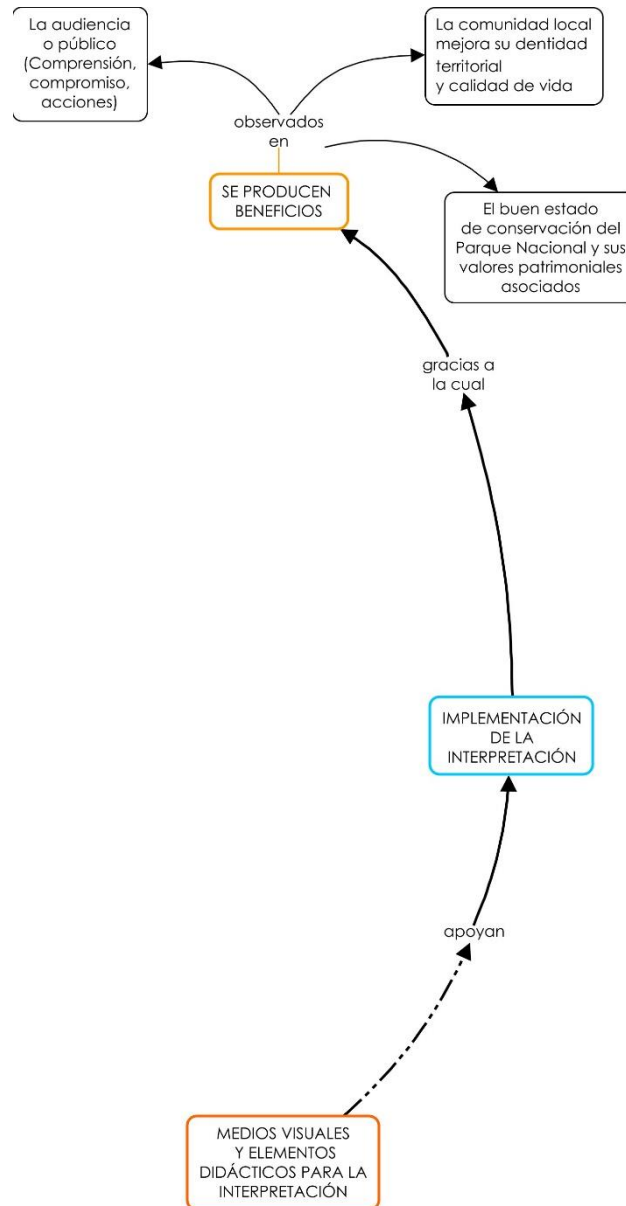 La audiencia
o público
(Comprensión,
compromiso,
acciones)
La comunidad local
mejora su dentidad
territorial
y calidad de vida
observados
en
SE PRODUCEN
BENEFICIOS
El buen estado
de conservación del
Parque Nacional y sus
valores patrimoniales
asociados
gracias a
la cual
IMPLEMENTACIÓN
DE LA
INTERPRETACIÓN
apoyan
MEDIOS VISUALES
Y ELEMENTOS
DIDÁCTICOS PARA LA
INTERPRETACIÓN